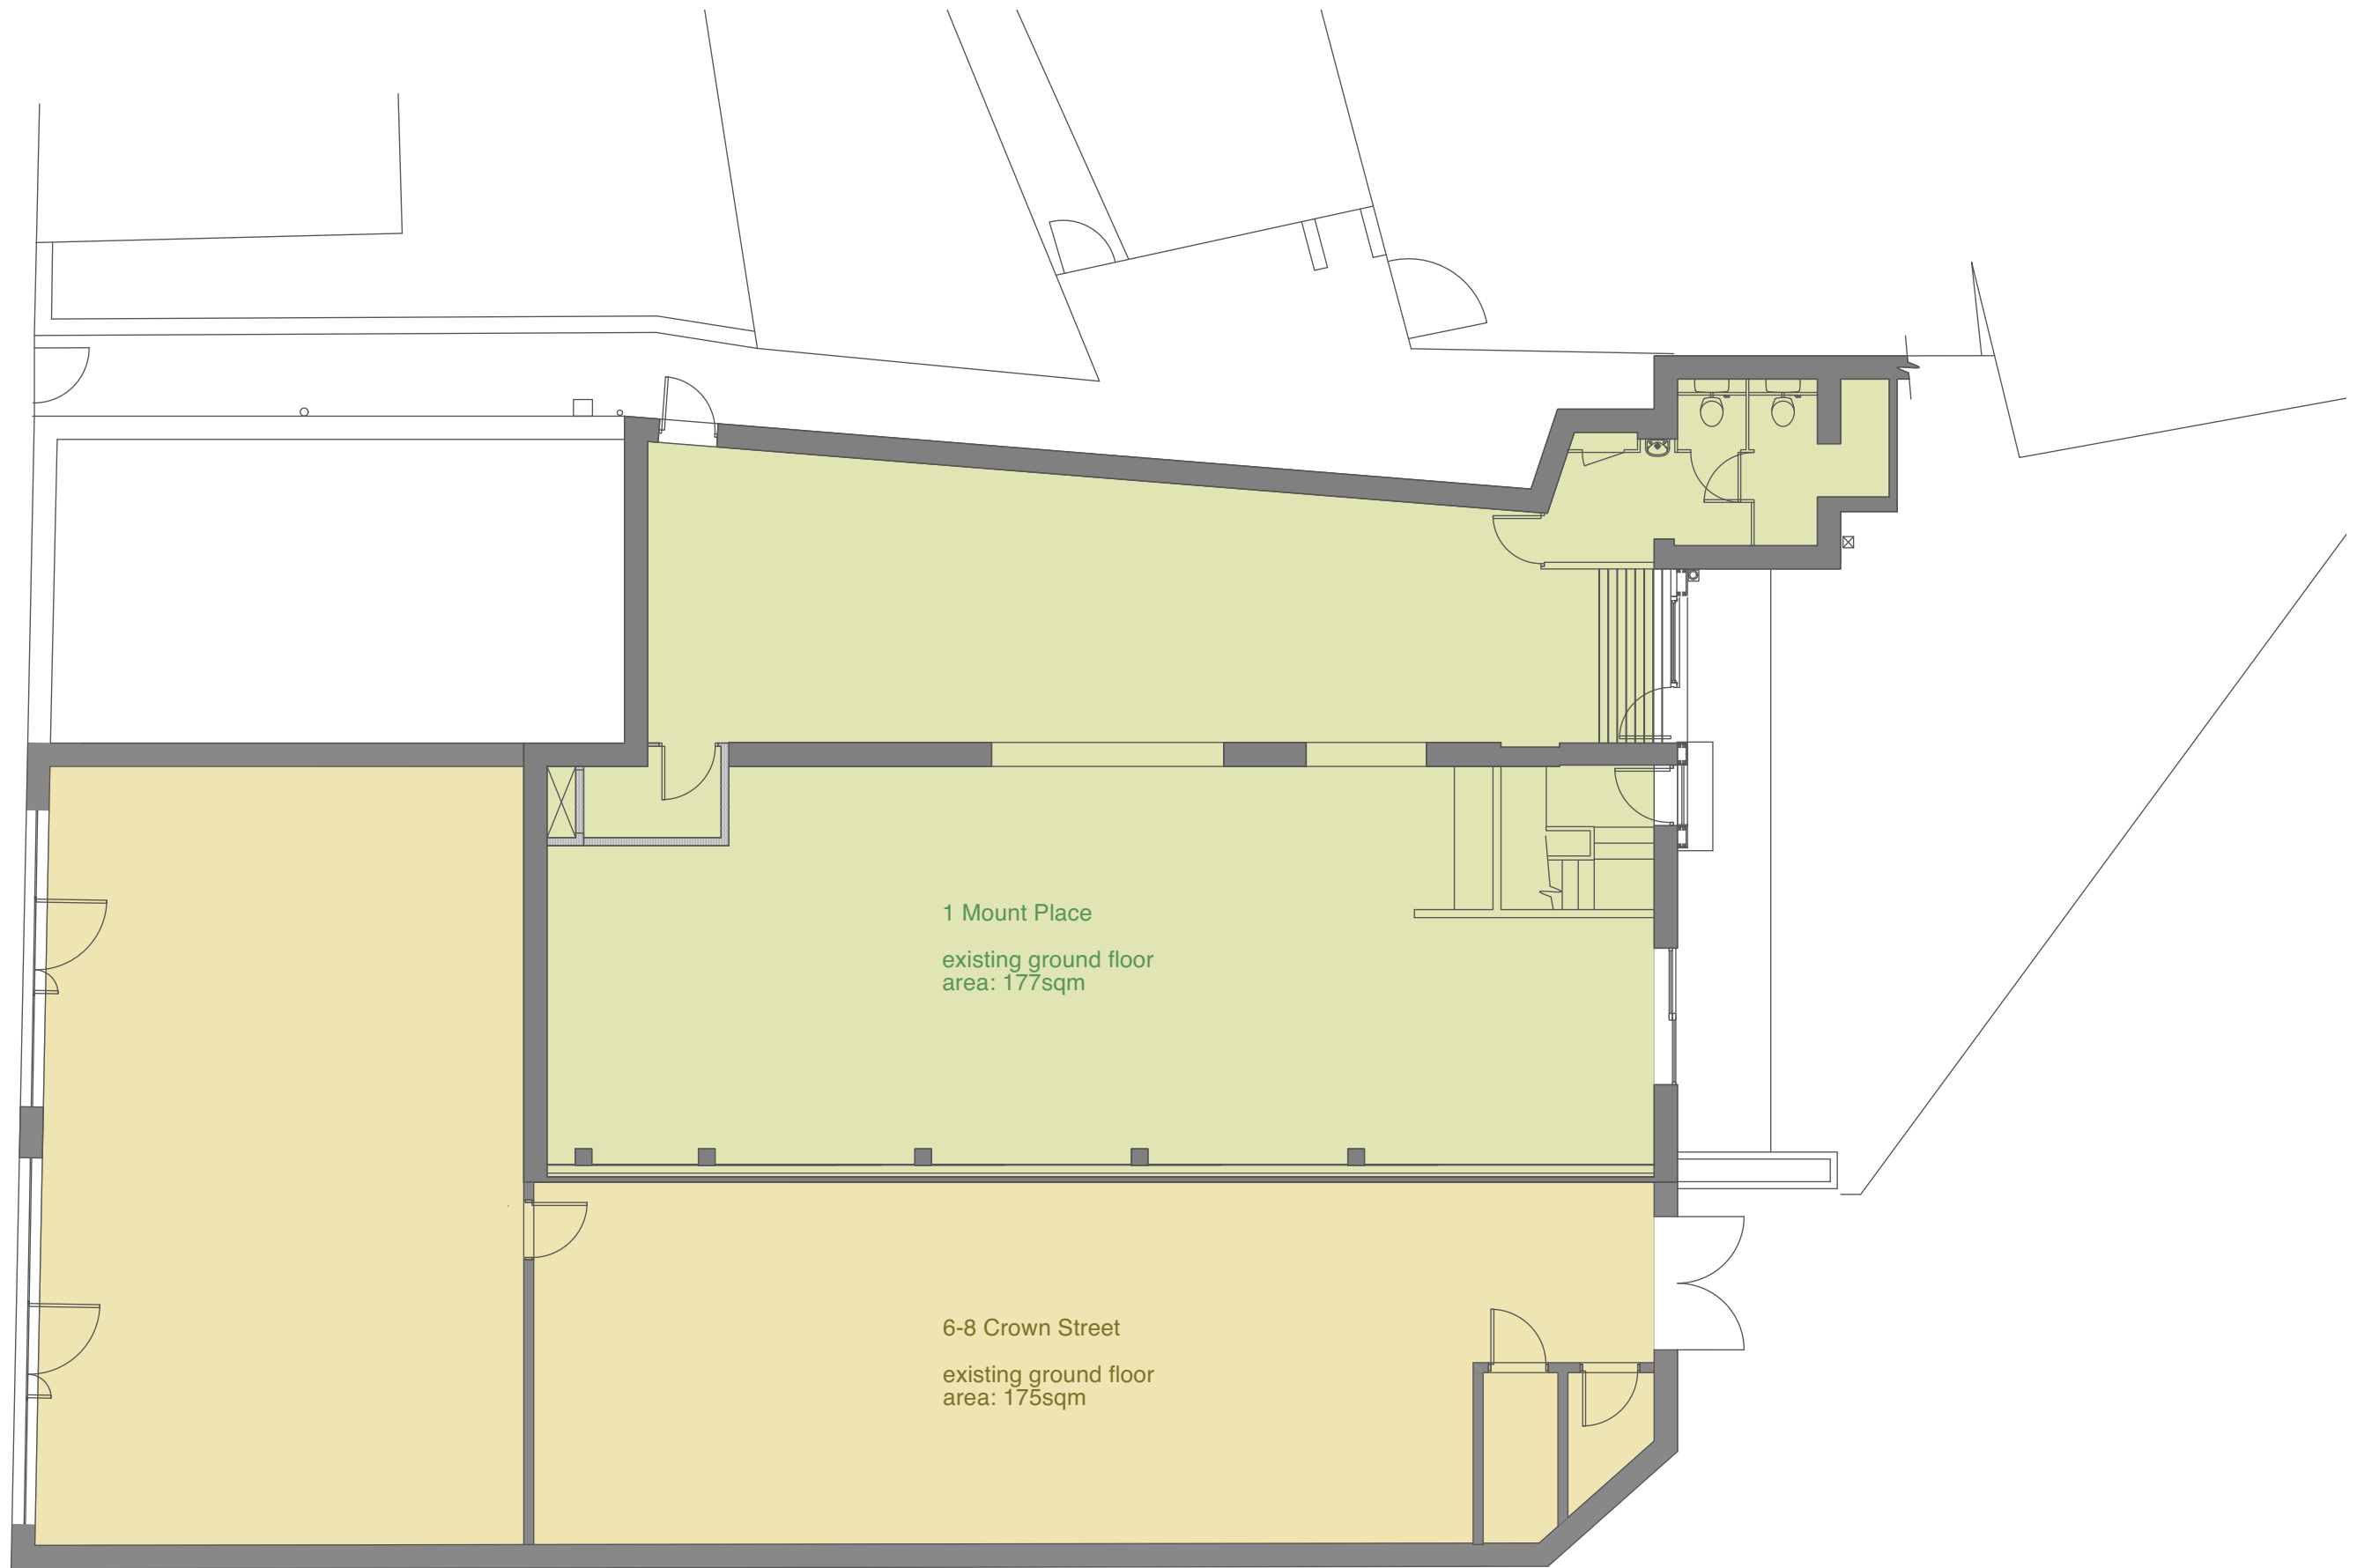 1 Mount Place
existing ground floor
area: 177sqm
6-8 Crown Street
existing ground floor
area: 175sqm